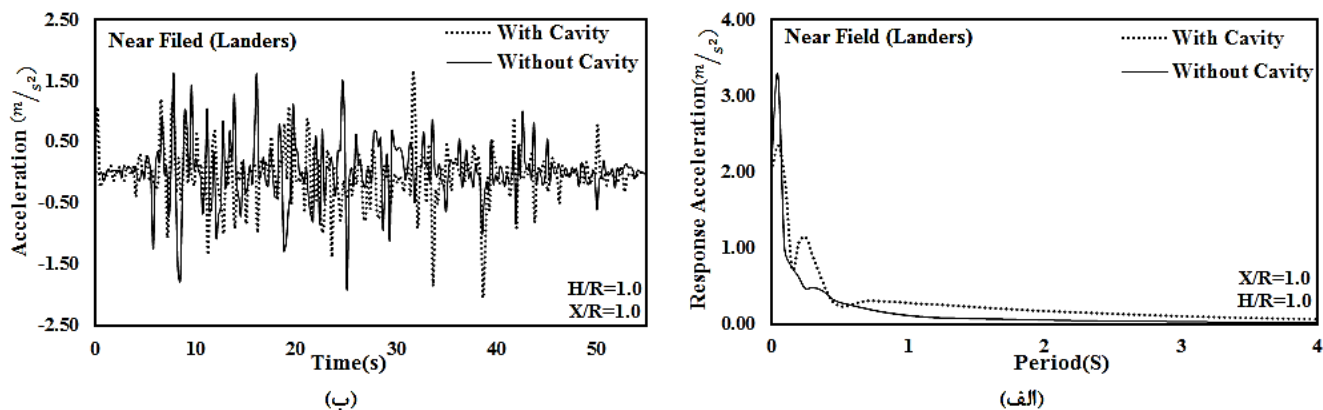 Near Filed (Landers)
With Cavity
Without Cavity
Acceleration (m/s²)
2.50
1.50
0.50
-0.50
-1.50
-2.50
H/R=1.0
X/R=1.0
0 10 20 30 40 50
Time(s)
(ب)
Near Field (Landers)
With Cavity
Without Cavity
Response Acceleration(m/s²)
4.00
3.00
2.00
1.00
0.00
X/R=1.0
H/R=1.0
0 1 2 3 4
Period(S)
(الف)